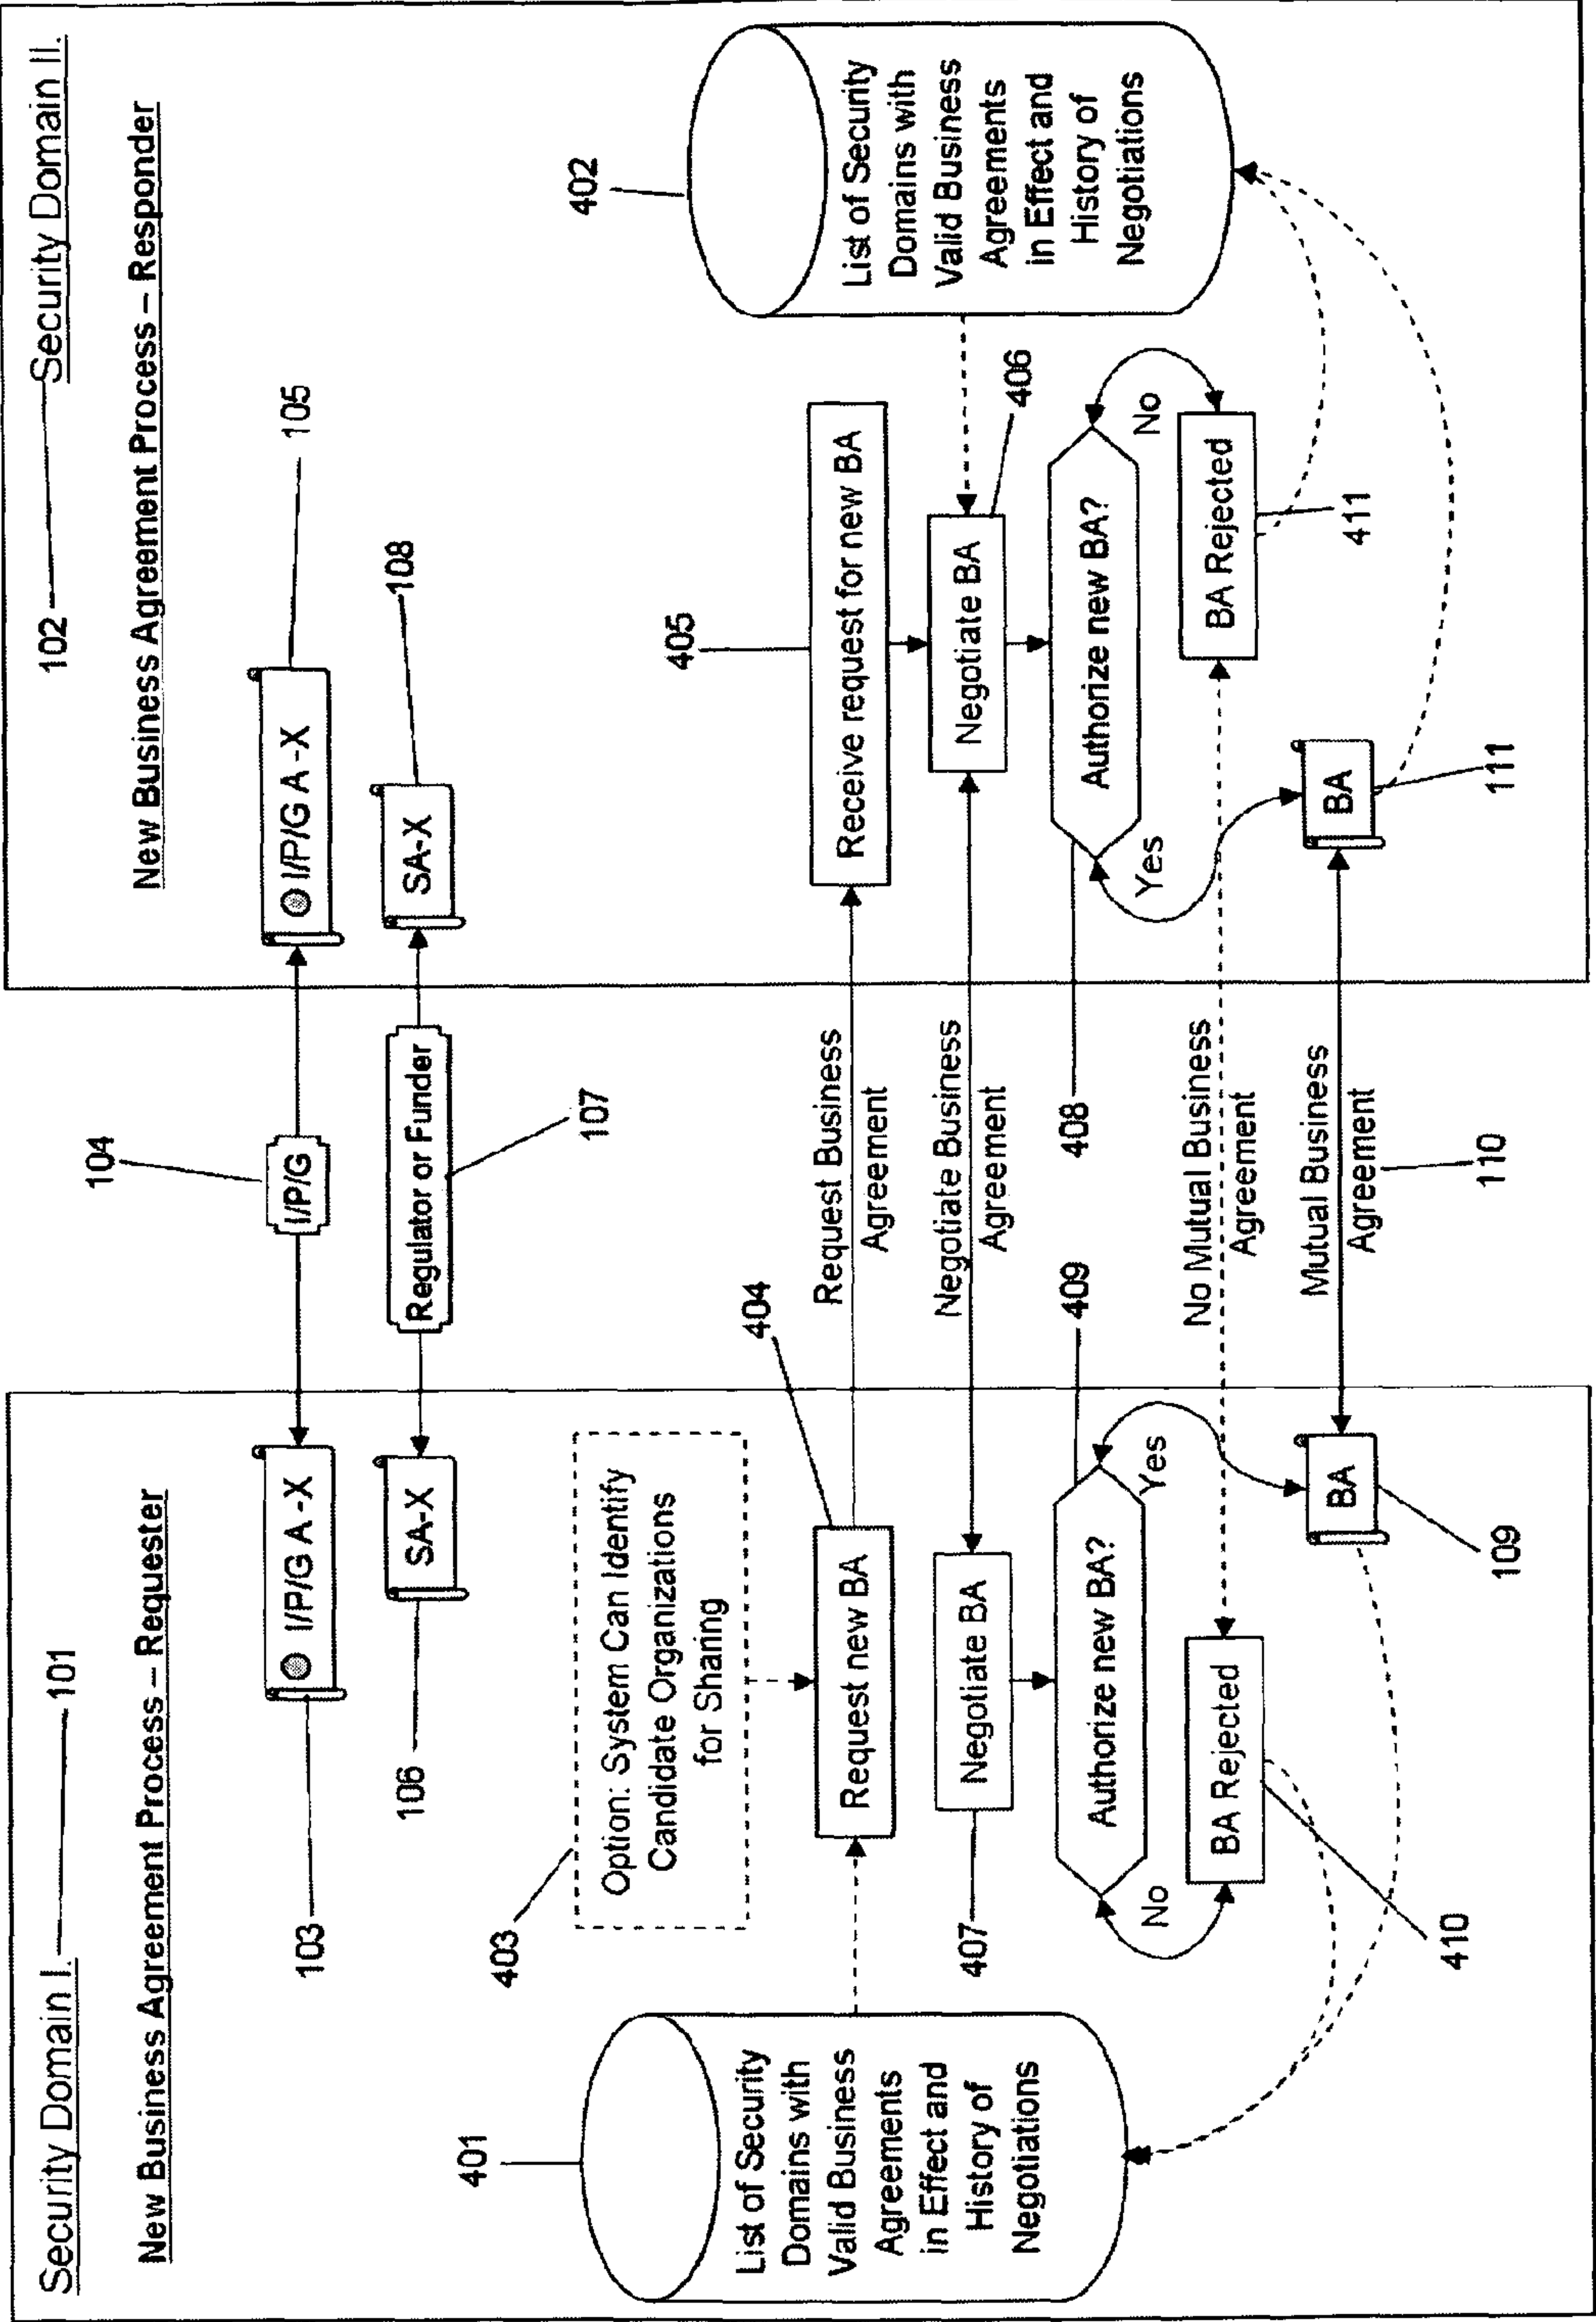 Security Domain I.
101
New Business Agreement Process – Requester
103
I/P/G A -X
106
SA-X
104
I/P/G
Regulator or Funder
107
102
Security Domain II.
New Business Agreement Process – Responder
I/P/G A -X
105
SA-X
108
401
List of Security
Domains with
Valid Business
Agreements
in Effect and
History of
Negotiations
403
Option: System Can Identify
Candidate Organizations
for Sharing
404
Request new BA
407
Negotiate BA
409
Authorize new BA?
No
Yes
BA Rejected
410
BA
109
Request Business
Agreement
Negotiate Business
Agreement
408
No Mutual Business
Agreement
Mutual Business
Agreement
110
405
Receive request for new BA
Negotiate BA
406
Authorize new BA?
Yes
No
BA Rejected
411
BA
111
402
List of Security
Domains with
Valid Business
Agreements
in Effect and
History of
Negotiations